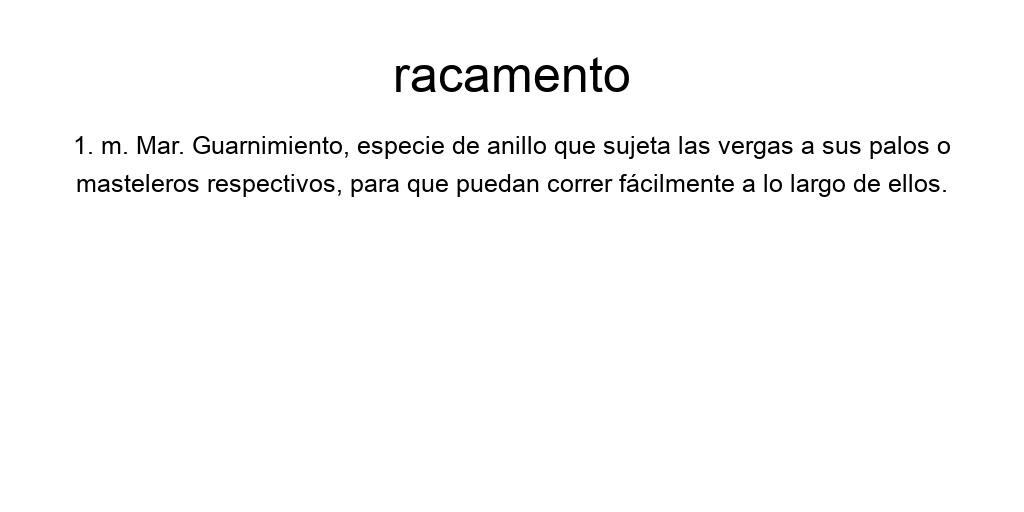 racamento
1. m. Mar. Guarnimiento, especie de anillo que sujeta las vergas a sus palos o
masteleros respectivos, para que puedan correr fácilmente a lo largo de ellos.